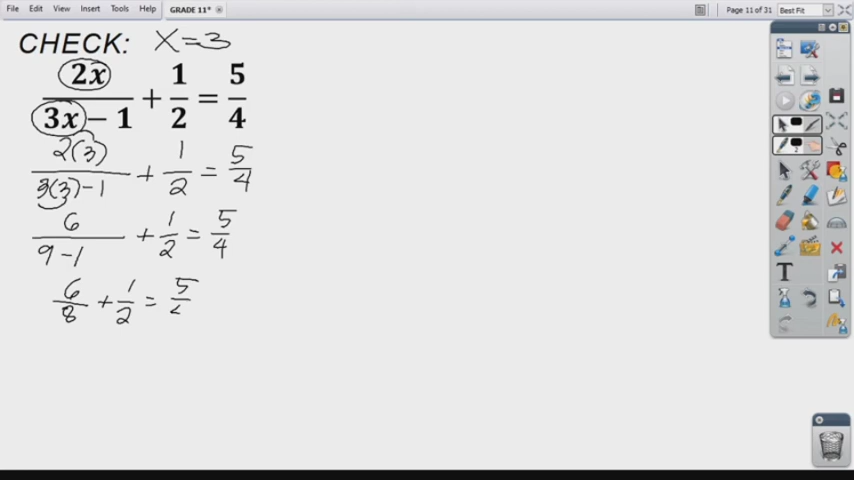 File Edit View Insert Tools Help GRADE 11* Page 11 of 31 Best Fit
CHECK: X=3
2x/(3x − 1) + 1/2 = 5/4
2(3)/(3(3)-1) + 1/2 = 5/4
6/(9-1) + 1/2 = 5/4
6/8 + 1/2 = 5/4
2
T